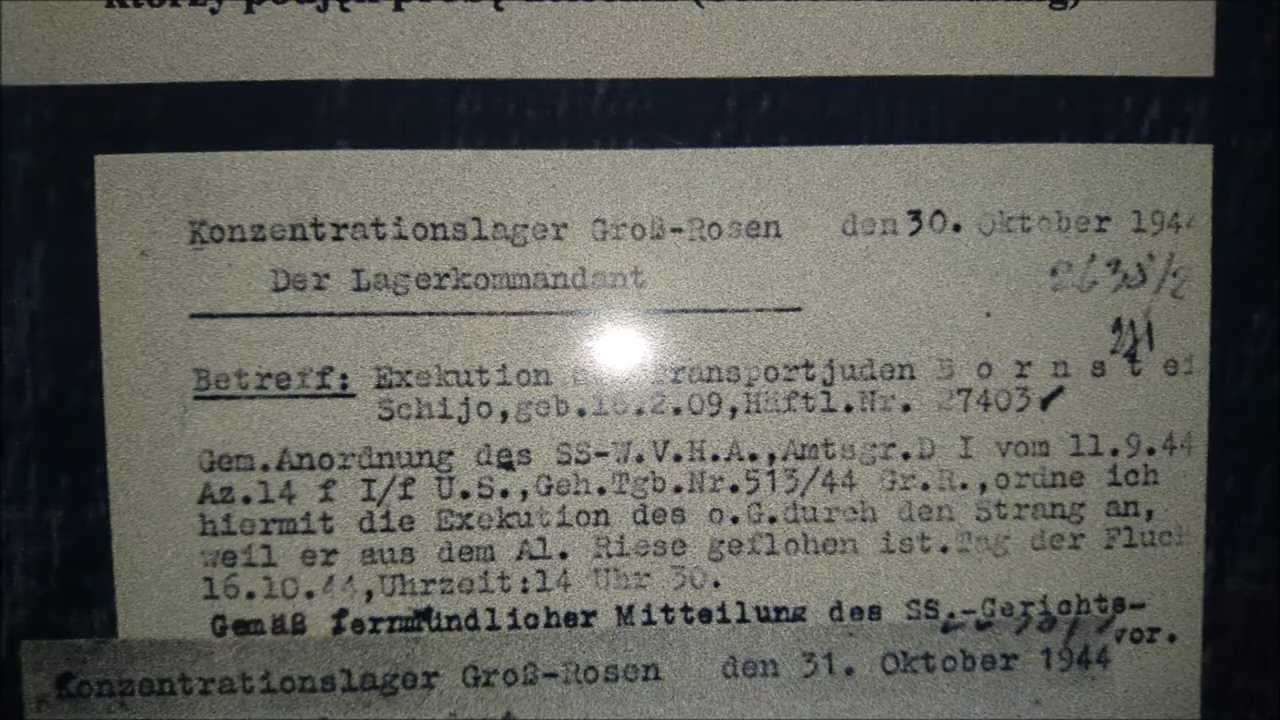 Konzentrationslager Groß-Rosen den 30. Oktober 194
Der Lagerkommandant
2635/2
Betreff: Exekution Transportjuden B o r n s t ei
Schijo,geb. .2.09,Häftl.Nr. 27403
Gem.Anordnung des SS-W.V.H.A.,Amtsgr.D I vom 11.9.44
Az.14 f I/f U.S.,Geh.Tgb.Nr.513/44 Gr.R.,ordne ich
hiermit die Exekution des o.G.durch den Strang an,
weil er aus dem Al. Riese geflohen ist.Tag der Fluch
16.10.44,Uhrzeit:14 Uhr 30.
Gemäß fernmündlicher Mitteilung des SS.-Gerichts-
vor.
Konzentrationslager Groß-Rosen den 31. Oktober 1944